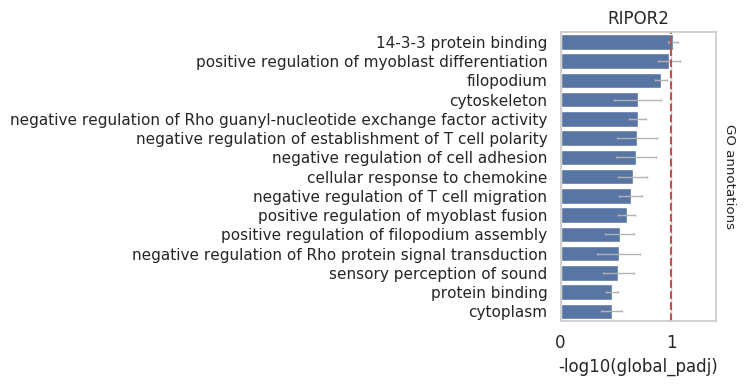 RIPOR2
14-3-3 protein binding
positive regulation of myoblast differentiation
filopodium
cytoskeleton
negative regulation of Rho guanyl-nucleotide exchange factor activity
negative regulation of establishment of T cell polarity
negative regulation of cell adhesion
cellular response to chemokine
negative regulation of T cell migration
positive regulation of myoblast fusion
positive regulation of filopodium assembly
negative regulation of Rho protein signal transduction
sensory perception of sound
protein binding
cytoplasm
GO annotations
0 1
-log10(global_padj)